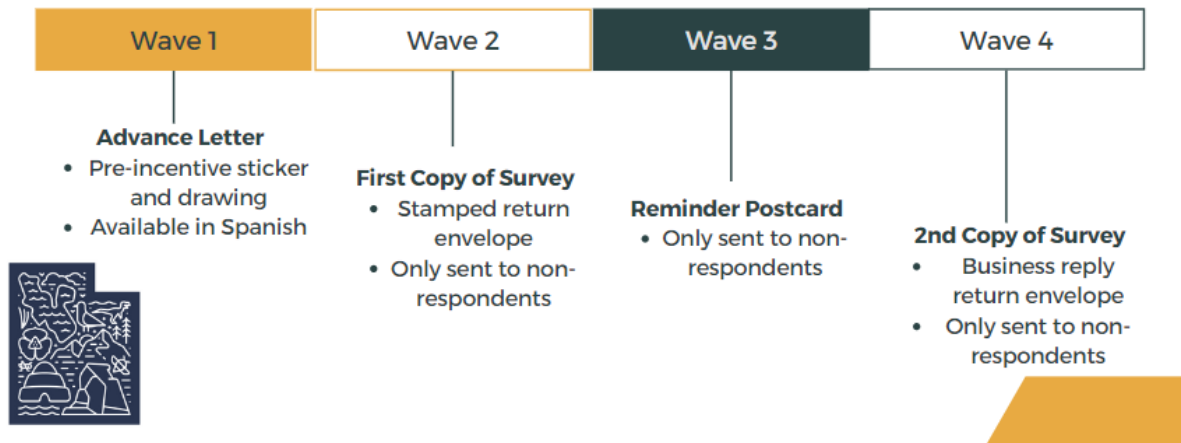 Wave 1
Wave 2
Wave 3
Wave 4
Advance Letter
• Pre-incentive sticker
and drawing
• Available in Spanish
First Copy of Survey
• Stamped return
envelope
• Only sent to non-
respondents
Reminder Postcard
• Only sent to non-
respondents
2nd Copy of Survey
• Business reply
return envelope
• Only sent to non-
respondents